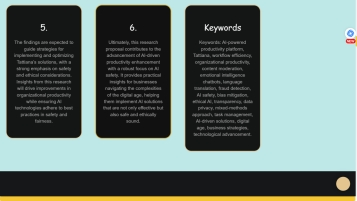 5.
The findings are expected to
guide strategies for
implementing and optimizing
Tatiana's solutions, with a
strong emphasis on safety
and ethical considerations.
Insights from this research
will drive improvements in
organizational productivity
while ensuring AI
technologies adhere to best
practices in safety and
fairness.
6.
Ultimately, this research
proposal contributes to the
advancement of AI-driven
productivity enhancement
with a robust focus on AI
safety. It provides practical
insights for businesses
navigating the complexities
of the digital age, helping
them implement AI solutions
that are not only effective but
also safe and ethically
sound.
Keywords
Keywords: AI-powered
productivity platform,
Tatiana, workflow efficiency,
organizational productivity,
content moderation,
emotional intelligence
chatbots, language
translation, fraud detection,
AI safety, bias mitigation,
ethical AI, transparency, data
privacy, mixed-methods
approach, task management,
AI-driven solutions, digital
age, business strategies,
technological advancement.